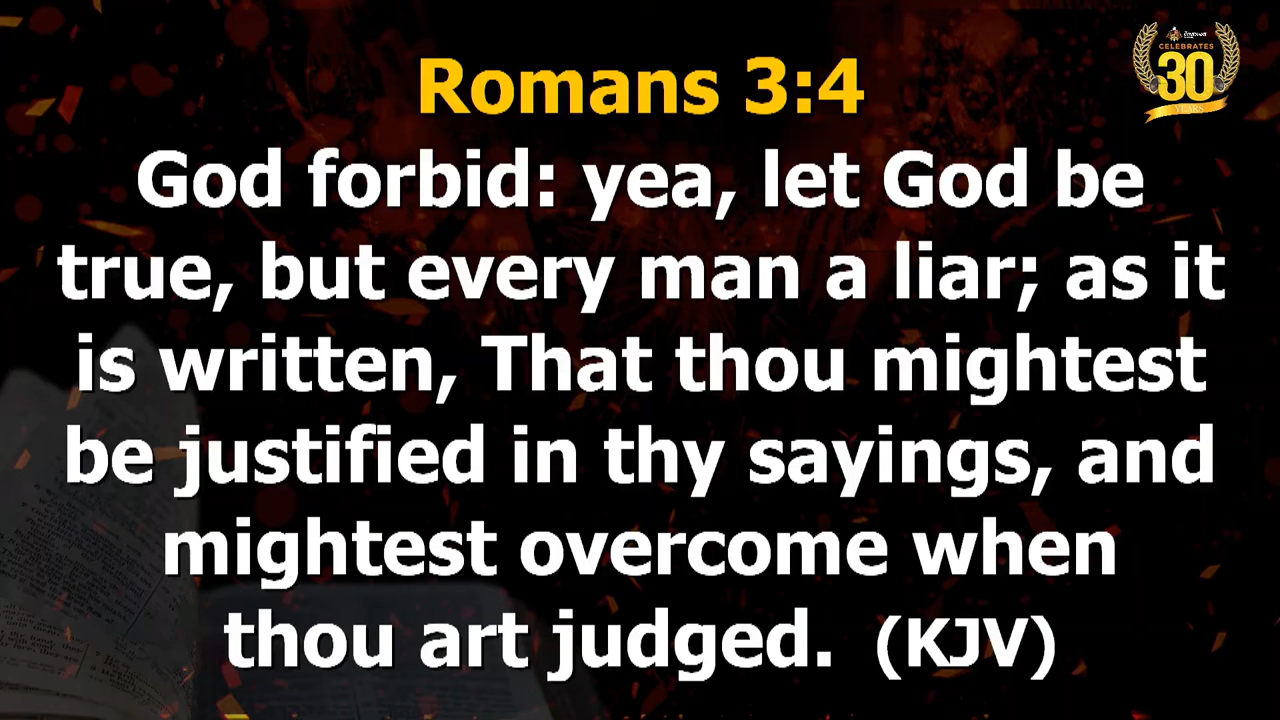 CELEBRATES
30
YEARS
Romans 3:4
God forbid: yea, let God be
true, but every man a liar; as it
is written, That thou mightest
be justified in thy sayings, and
mightest overcome when
thou art judged.  (KJV)